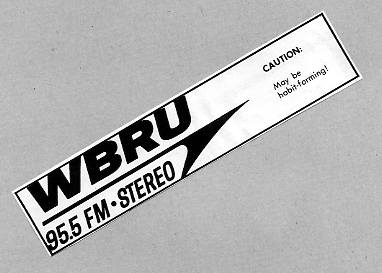 WBRU
95.5 FM • STEREO
CAUTION:
May be
habit-forming!